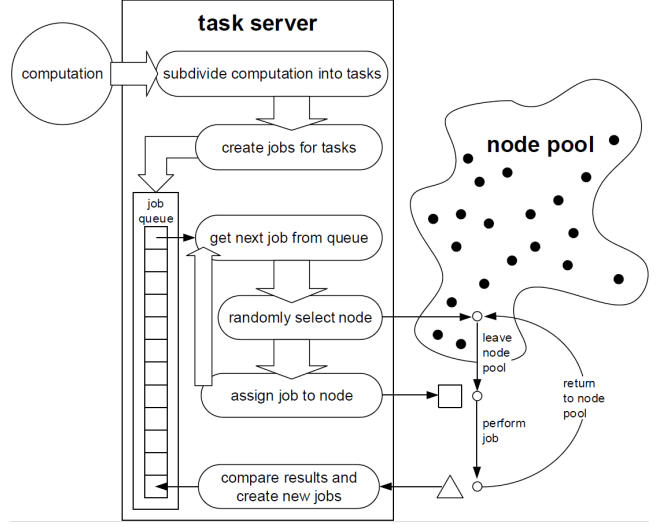 task server
computation
subdivide computation into tasks
create jobs for tasks
node pool
job
queue
get next job from queue
randomly select node
leave
node
pool
assign job to node
return
to node
pool
perform
job
compare results and
create new jobs